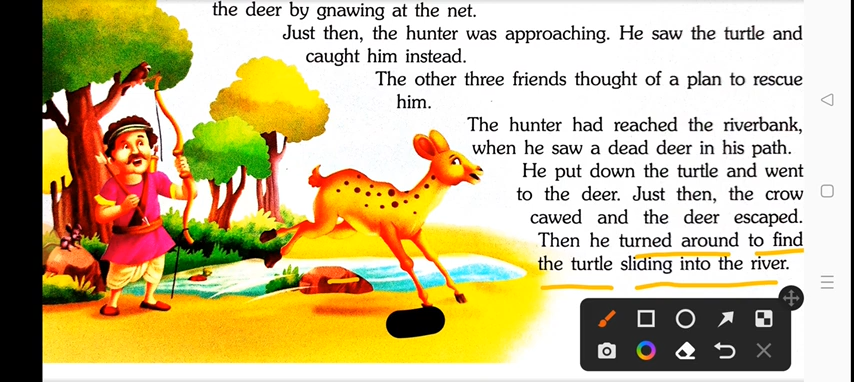 the deer by gnawing at the net.
Just then, the hunter was approaching. He saw the turtle and
caught him instead.
The other three friends thought of a plan to rescue
him.
The hunter had reached the riverbank,
when he saw a dead deer in his path.
He put down the turtle and went
to the deer. Just then, the crow
cawed and the deer escaped.
Then he turned around to find
the turtle sliding into the river.